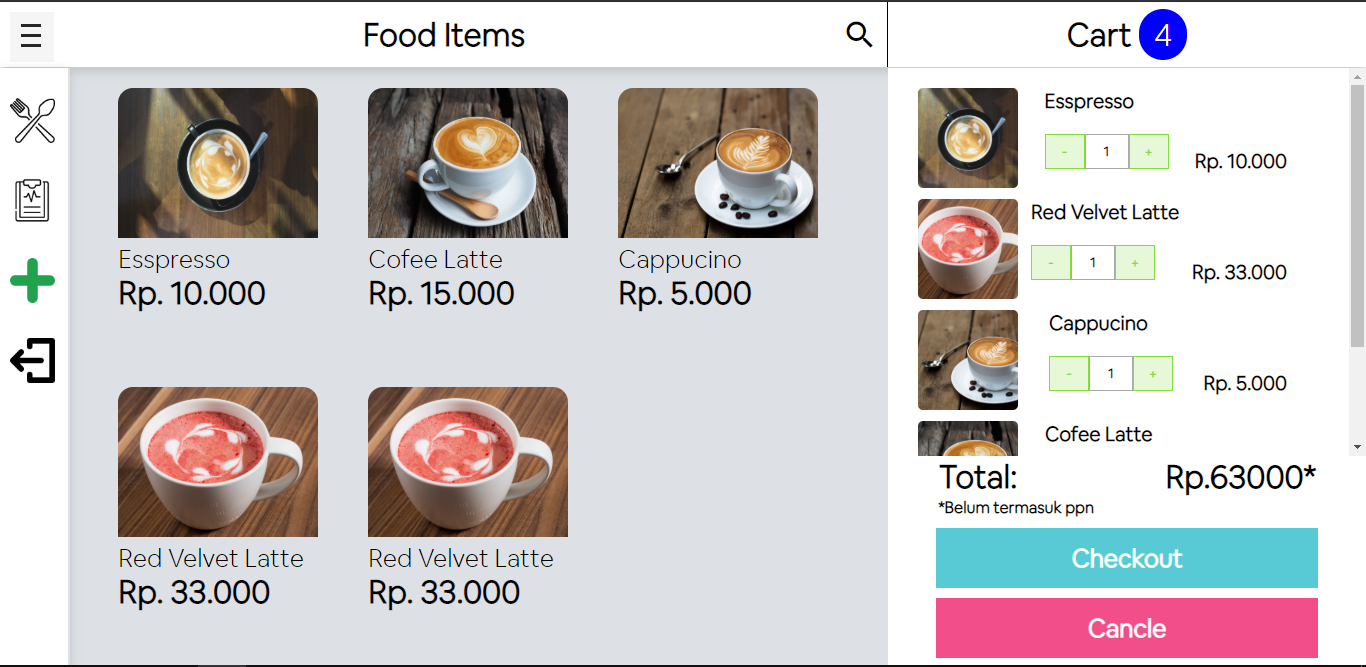 Food Items
Cart 4
Esspresso
Rp. 10.000
Cofee Latte
Rp. 15.000
Cappucino
Rp. 5.000
Red Velvet Latte
Rp. 33.000
Red Velvet Latte
Rp. 33.000
Esspresso
- 1 + Rp. 10.000
Red Velvet Latte
- 1 + Rp. 33.000
Cappucino
- 1 + Rp. 5.000
Cofee Latte
Total: Rp.63000*
*Belum termasuk ppn
Checkout
Cancle